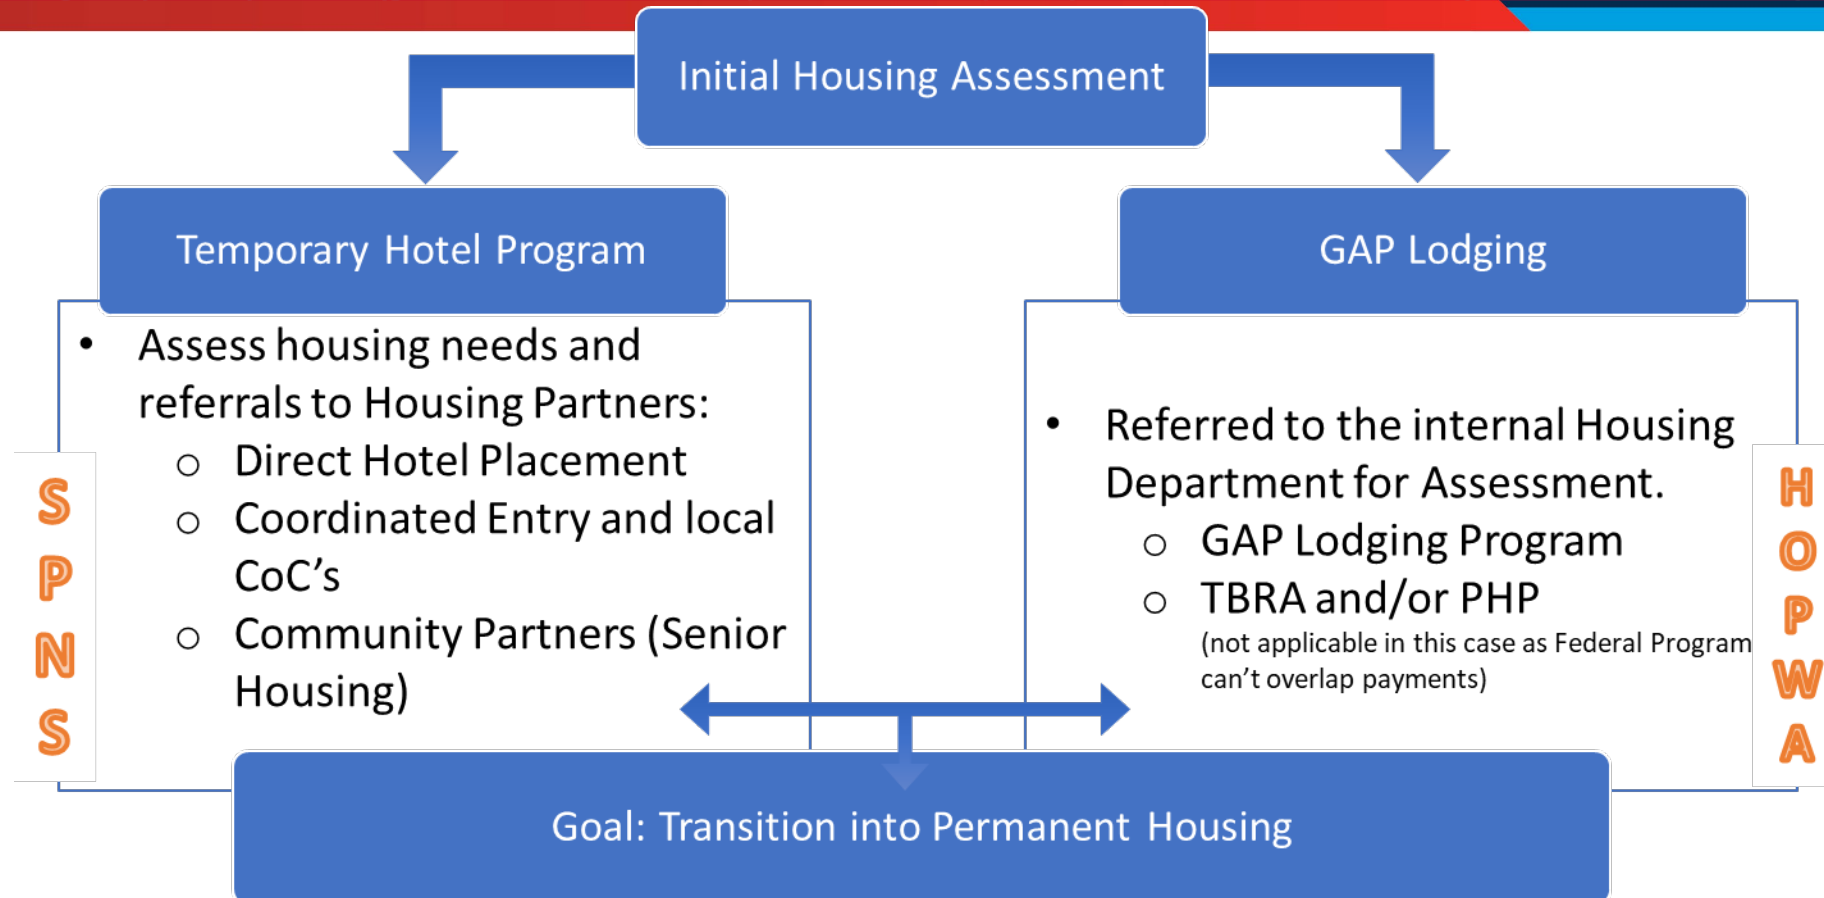 Initial Housing Assessment
Temporary Hotel Program
• Assess housing needs and
referrals to Housing Partners:
o Direct Hotel Placement
o Coordinated Entry and local
CoC’s
o Community Partners (Senior
Housing)
SPNS
GAP Lodging
• Referred to the internal Housing
Department for Assessment.
o GAP Lodging Program
o TBRA and/or PHP
(not applicable in this case as Federal Program
can’t overlap payments)
HOPWA
Goal: Transition into Permanent Housing